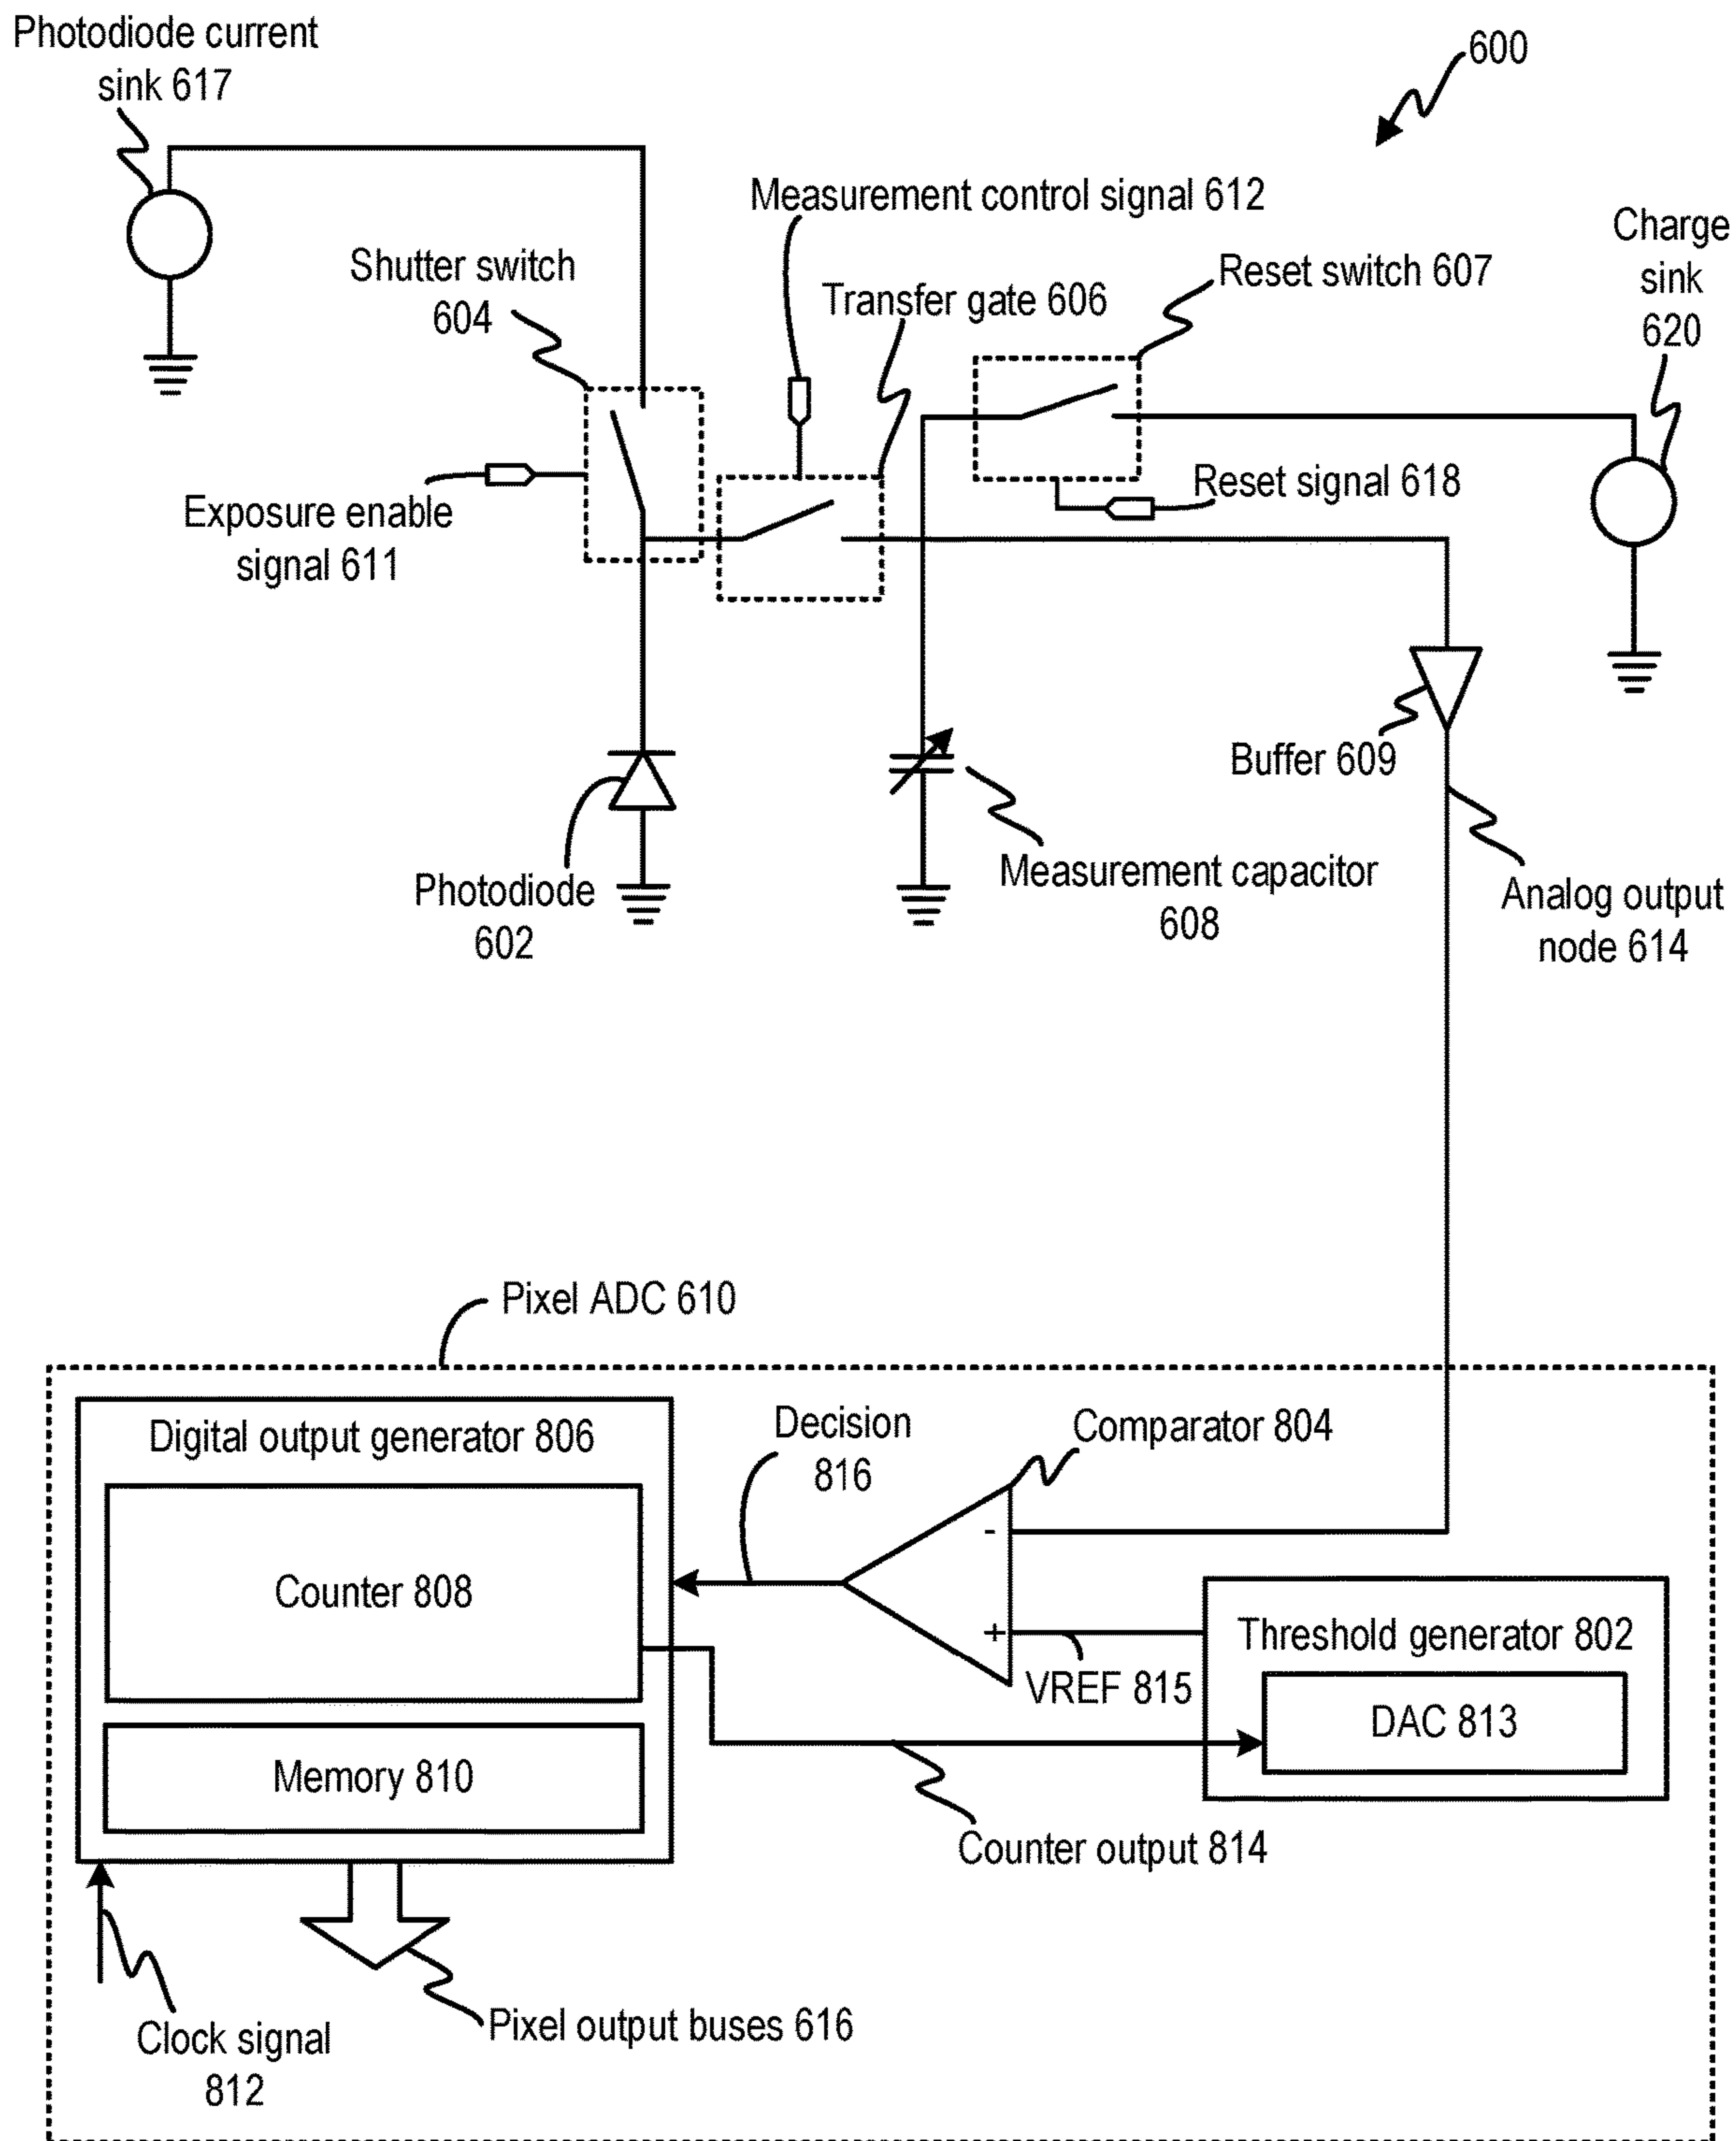 Photodiode current
sink 617
600
Measurement control signal 612
Charge
sink
620
Shutter switch
604
Transfer gate 606
Reset switch 607
Exposure enable
signal 611
Reset signal 618
Buffer 609
Photodiode
602
Measurement capacitor
608
Analog output
node 614
Pixel ADC 610
Digital output generator 806
Decision
816
Comparator 804
-
Counter 808
+
Threshold generator 802
VREF 815
DAC 813
Memory 810
Counter output 814
Clock signal
812
Pixel output buses 616